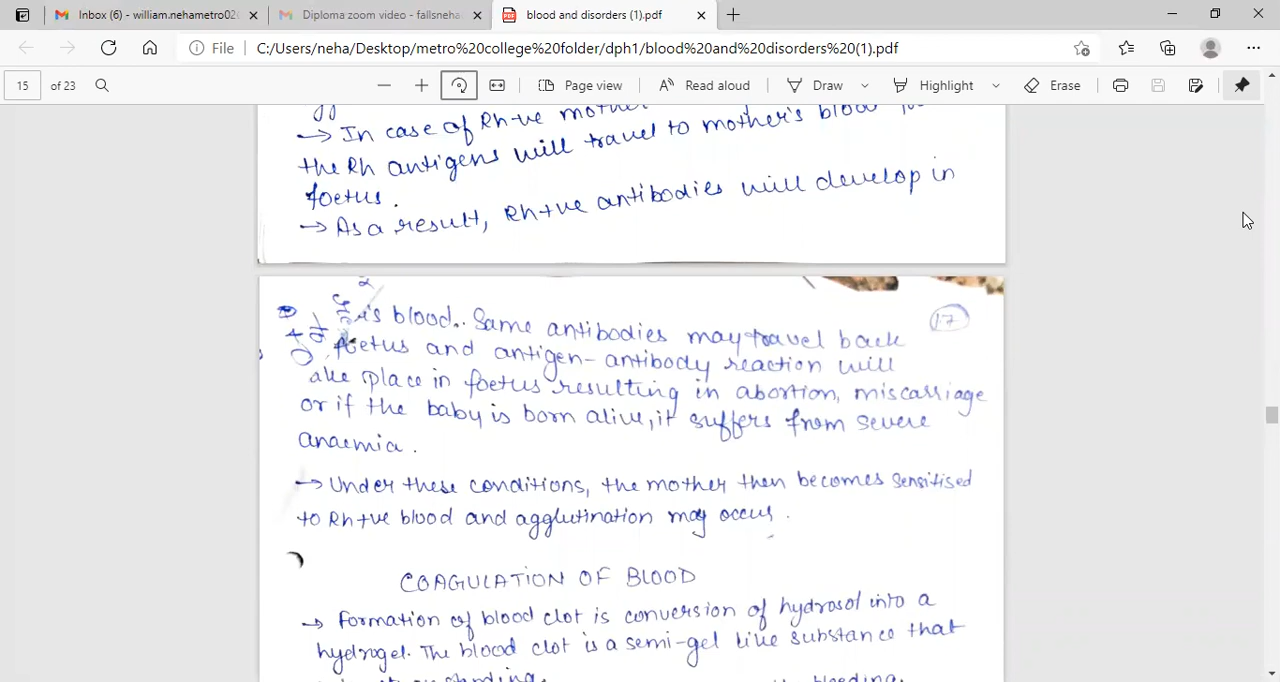 Inbox (6) - william.nehametro02
Diploma zoom video - fallsneha
blood and disorders (1).pdf
File
C:/Users/neha/Desktop/metro%20college%20folder/dph1/blood%20and%20disorders%20(1).pdf
15 of 23
Page view
Read aloud
Draw
Highlight
Erase
→ In case of Rh-ve mother
the Rh antigens will travel to mother's blood
foetus.
→ As a result, Rh+ve antibodies will develop in
17
blood.. Same antibodies may travel back
foetus and antigen-antibody reaction will
ake place in foetus resulting in abortion, miscarriage
or if the baby is born alive, it suffers from severe
anaemia.
→ Under these conditions, the mother then becomes sensitised
to Rh+ve blood and agglutination may occur.
COAGULATION OF BLOOD
→ Formation of blood clot is conversion of hydrosol into a
hydrogel. The blood clot is a semi-gel like substance that
bleeding.